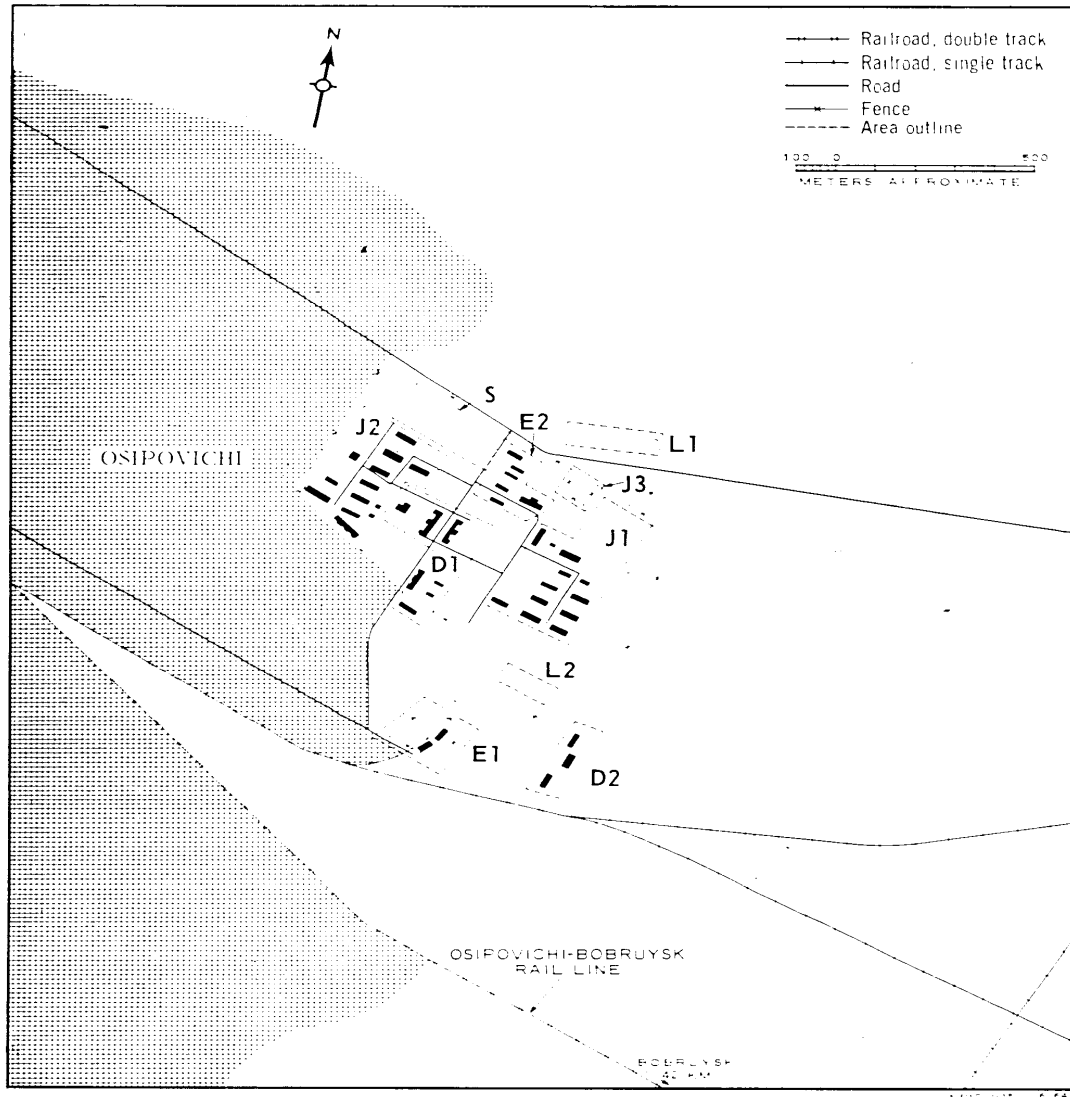 N
Railroad, double track
Railroad, single track
Road
Fence
Area outline
100 0 500
METERS APPROXIMATE
S
E2
J2
L1
OSIPOVICHI
J3
J1
D1
L2
E1
D2
OSIPOVICHI-BOBRUYSK
RAIL LINE
BOBRUYSK
42 KM